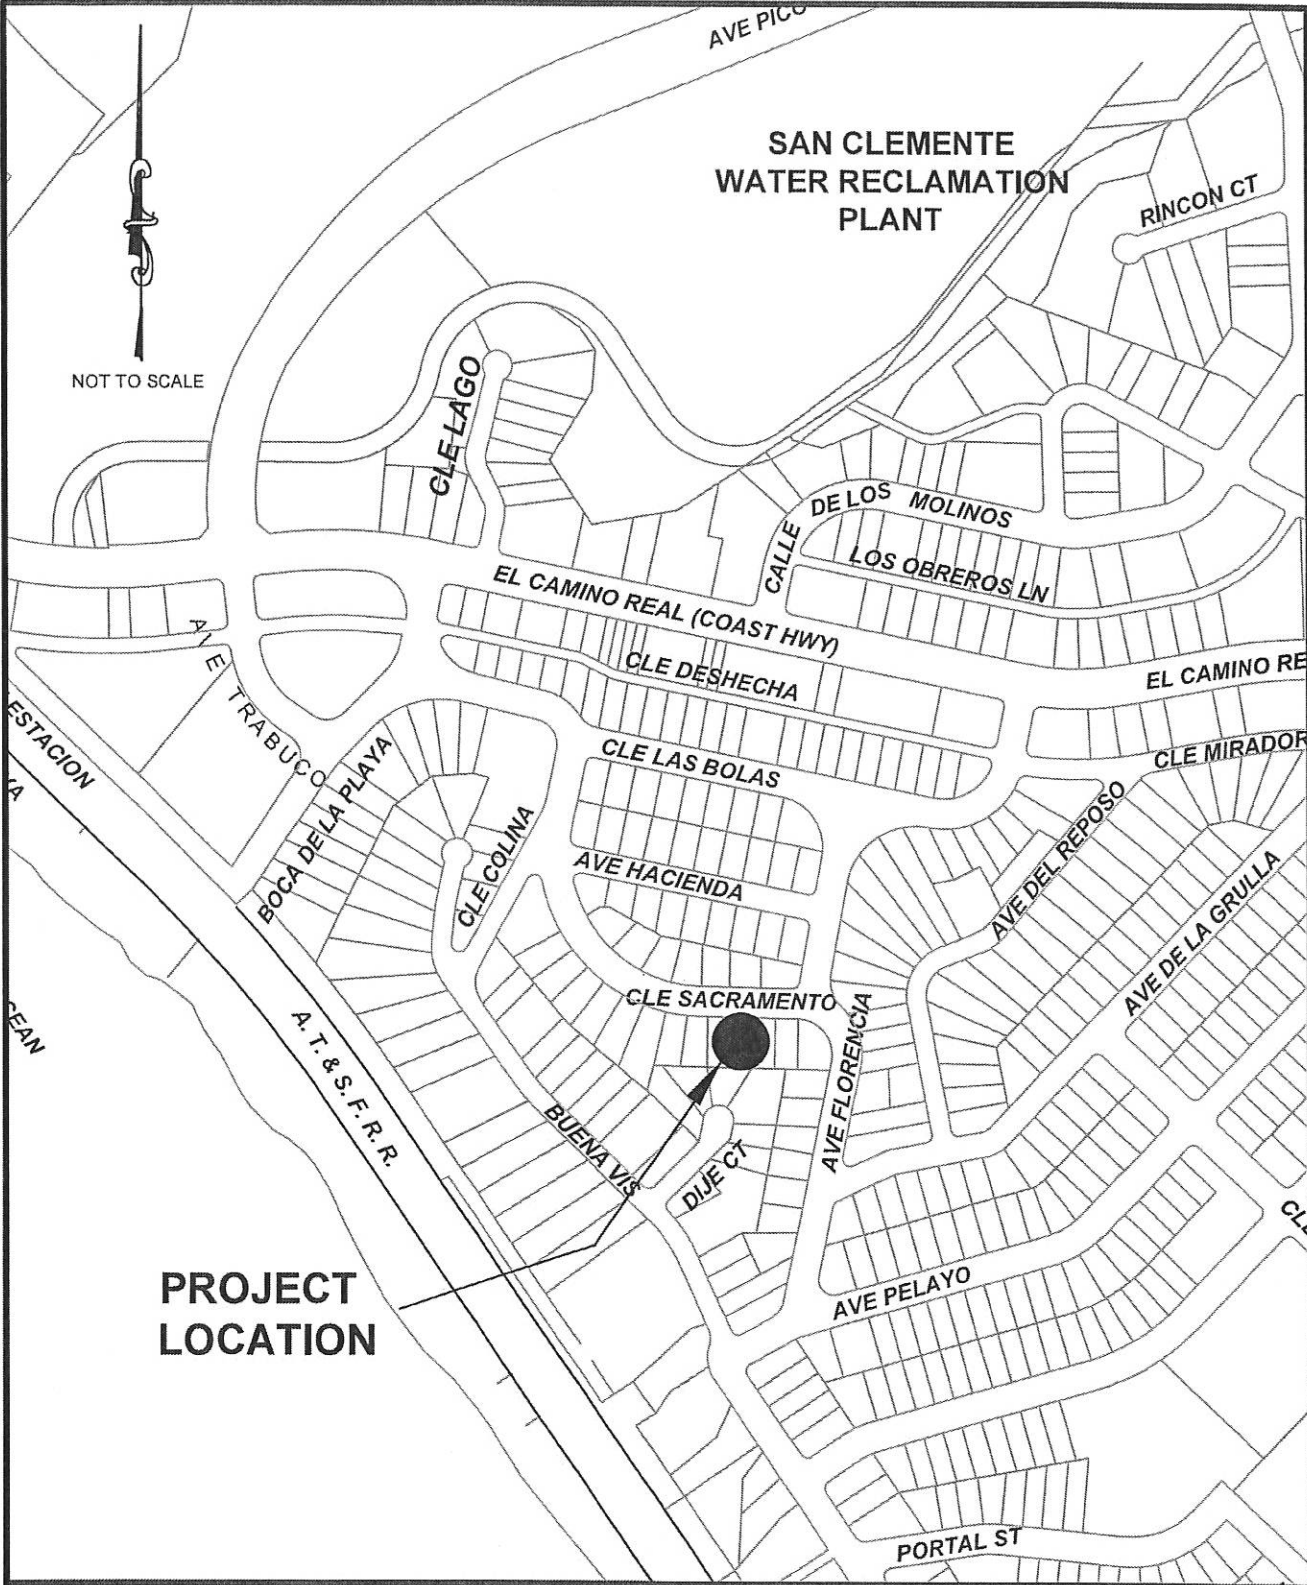 AVE PICO
SAN CLEMENTE
WATER RECLAMATION
PLANT
RINCON CT
NOT TO SCALE
CLE LAGO
CALLE DE LOS MOLINOS
LOS OBREROS LN
EL CAMINO REAL (COAST HWY)
CLE DESHECHA
EL CAMINO RE
CLE MIRADOR
AVE TRABUCO
ESTACION
BOCA DE LA PLAYA
CLE LAS BOLAS
CLE COLINA
AVE HACIENDA
AVE DEL REPOSO
AVE DE LA GRULLA
CLE SACRAMENTO
AVE FLORENCIA
CEAN
A. T. & S. F. R. R.
BUENA VIS
DIJE CT
PROJECT
LOCATION
AVE PELAYO
CLE
PORTAL ST